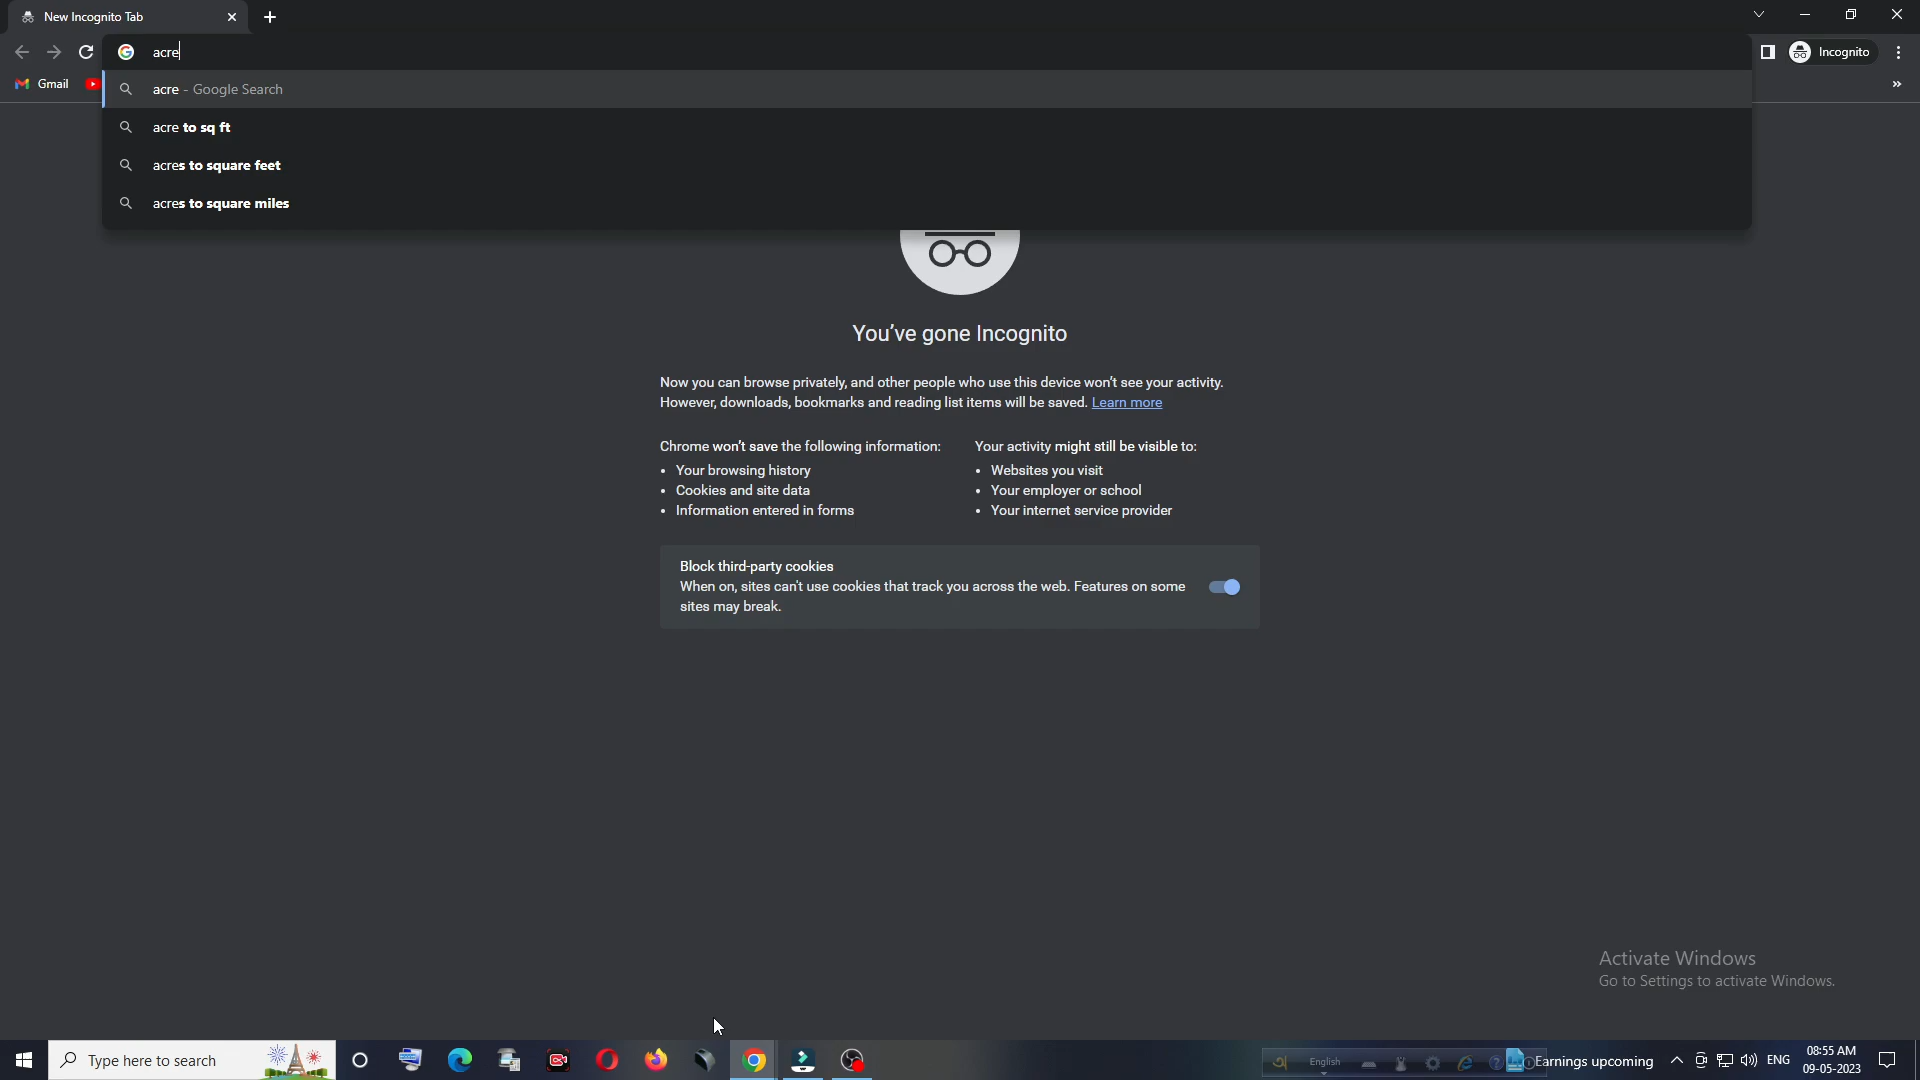 New Incognito Tab
acre
Incognito
Gmail
»
acre - Google Search
acre to sq ft
acres to square feet
acres to square miles
You've gone Incognito
Now you can browse privately, and other people who use this device won't see your activity.
However, downloads, bookmarks and reading list items will be saved. Learn more
Chrome won't save the following information:
• Your browsing history
• Cookies and site data
• Information entered in forms
Your activity might still be visible to:
• Websites you visit
• Your employer or school
• Your internet service provider
Block third-party cookies
When on, sites can't use cookies that track you across the web. Features on some
sites may break.
Activate Windows
Go to Settings to activate Windows.
Type here to search
English
Earnings upcoming
ENG
08:55 AM
09-05-2023